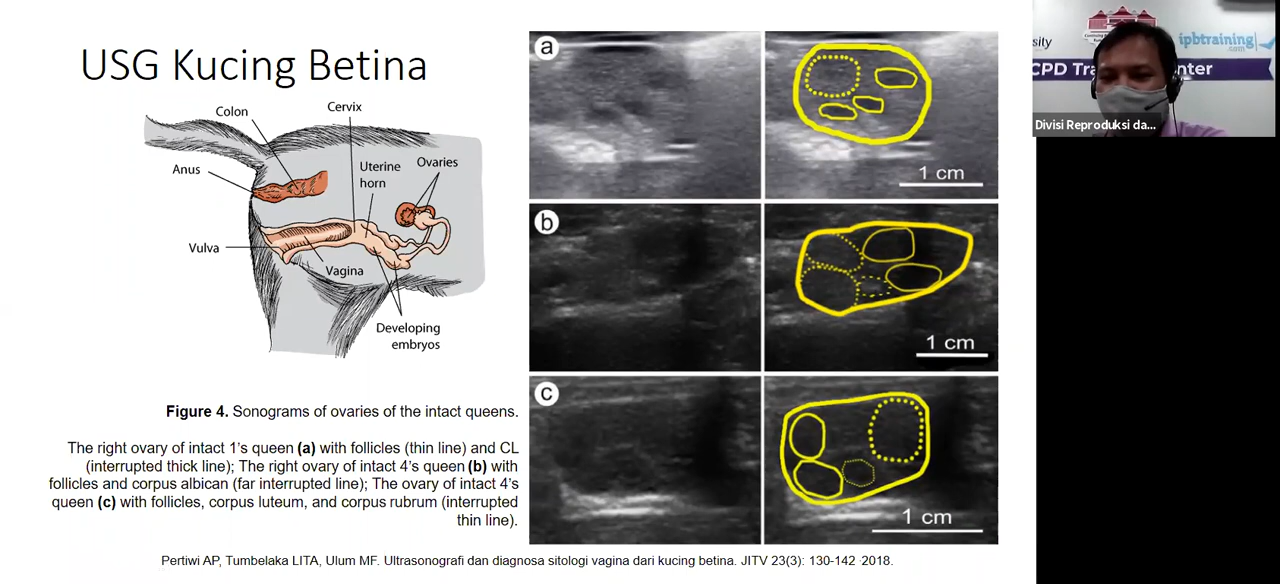 USG Kucing Betina
Colon
Cervix
Anus
Uterine
horn
Ovaries
Vulva
Vagina
Developing
embryos
Figure 4. Sonograms of ovaries of the intact queens.
The right ovary of intact 1's queen (a) with follicles (thin line) and CL
(interrupted thick line); The right ovary of intact 4's queen (b) with
follicles and corpus albican (far interrupted line); The ovary of intact 4's
queen (c) with follicles, corpus luteum, and corpus rubrum (interrupted
thin line).
a
1 cm
b
1 cm
c
1 cm
Pertiwi AP, Tumbelaka LITA, Ulum MF. Ultrasonografi dan diagnosa sitologi vagina dari kucing betina. JITV 23(3): 130-142 2018.
sity
ipbtraining
.com
CPD Tra nter
Divisi Reproduksi da...